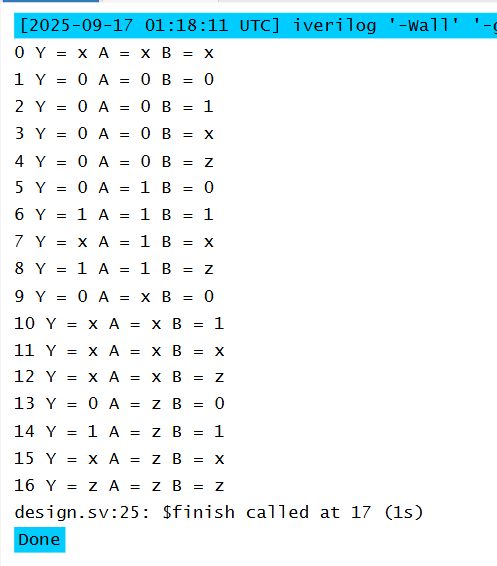 [2025-09-17 01:18:11 UTC] iverilog '-Wall' '-g
0 Y = x A = x B = x
1 Y = 0 A = 0 B = 0
2 Y = 0 A = 0 B = 1
3 Y = 0 A = 0 B = x
4 Y = 0 A = 0 B = z
5 Y = 0 A = 1 B = 0
6 Y = 1 A = 1 B = 1
7 Y = x A = 1 B = x
8 Y = 1 A = 1 B = z
9 Y = 0 A = x B = 0
10 Y = x A = x B = 1
11 Y = x A = x B = x
12 Y = x A = x B = z
13 Y = 0 A = z B = 0
14 Y = 1 A = z B = 1
15 Y = x A = z B = x
16 Y = z A = z B = z
design.sv:25: $finish called at 17 (1s)
Done